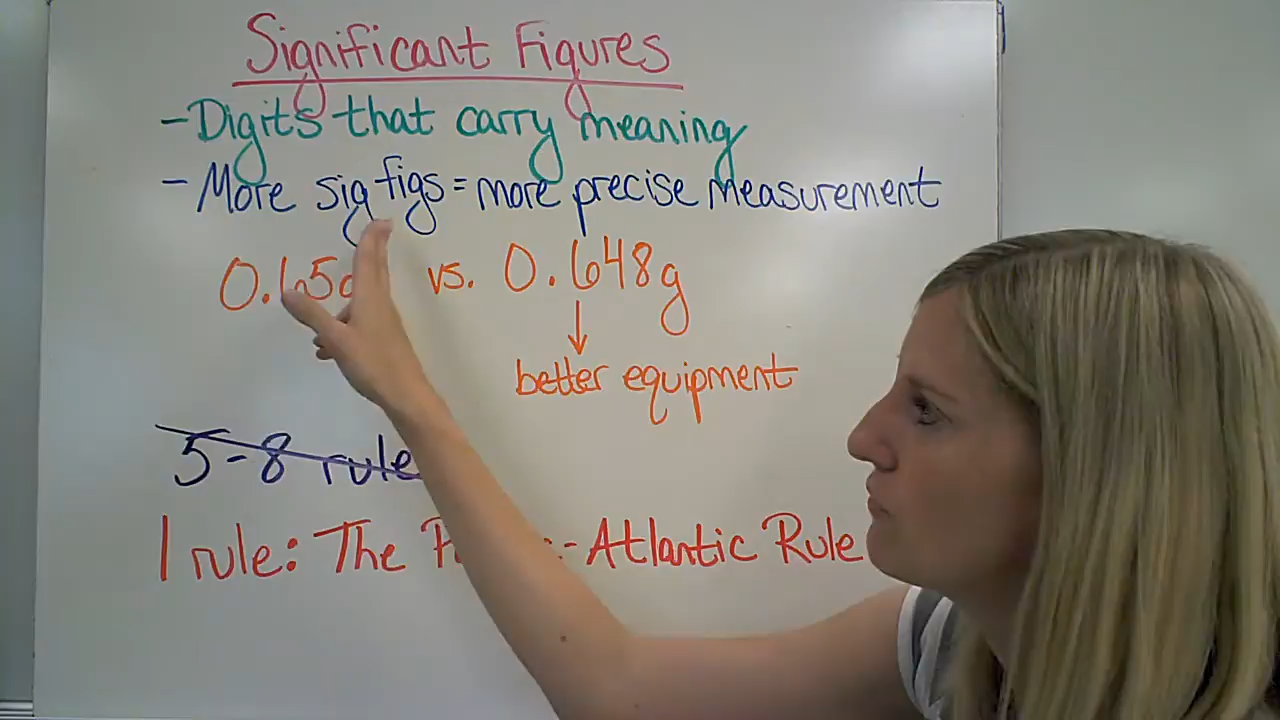 Significant Figures
- Digits that carry meaning
- More sig figs = more precise measurement
0.65g vs. 0.648g
↓
better equipment
5-8 rule
1 rule: The -Atlantic Rule